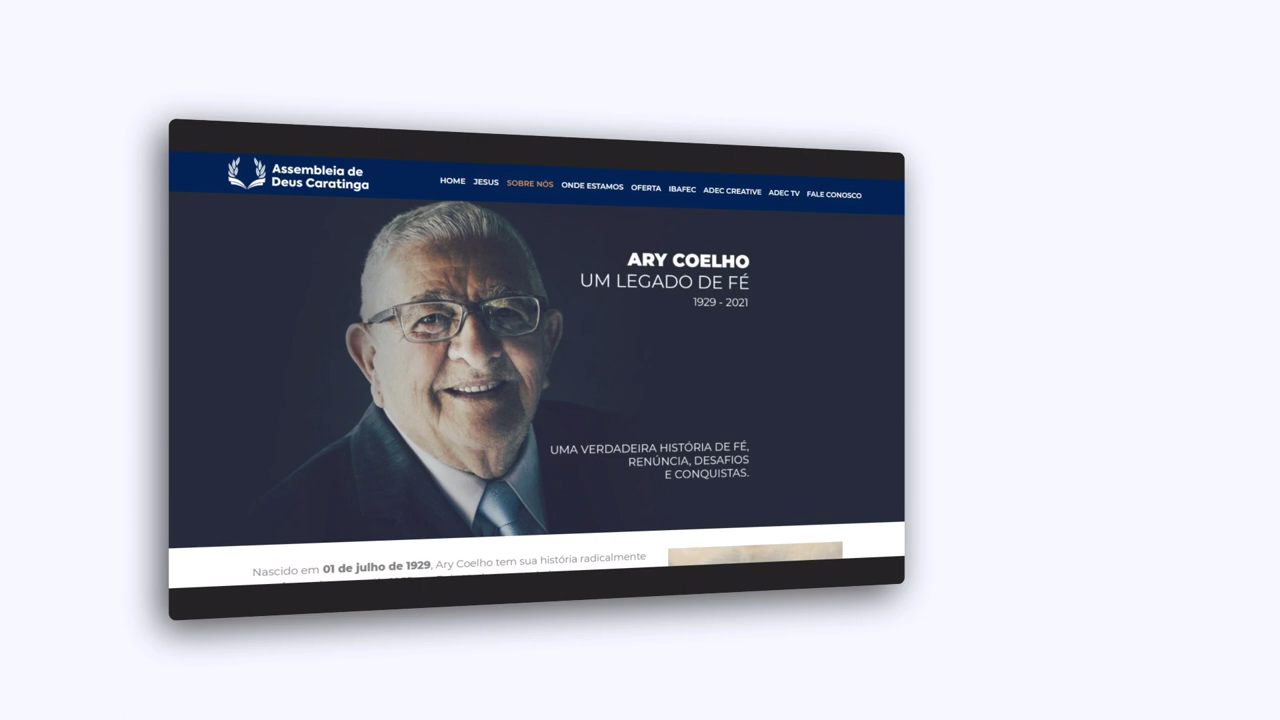 Assembleia de
Deus Caratinga
HOME JESUS SOBRE NÓS ONDE ESTAMOS OFERTA IBAFEC ADEC CREATIVE ADEC TV FALE CONOSCO
ARY COELHO
UM LEGADO DE FÉ
1929 - 2021
UMA VERDADEIRA HISTÓRIA DE FÉ,
RENÚNCIA, DESAFIOS
E CONQUISTAS.
Nascido em 01 de julho de 1929, Ary Coelho tem sua história radicalmente